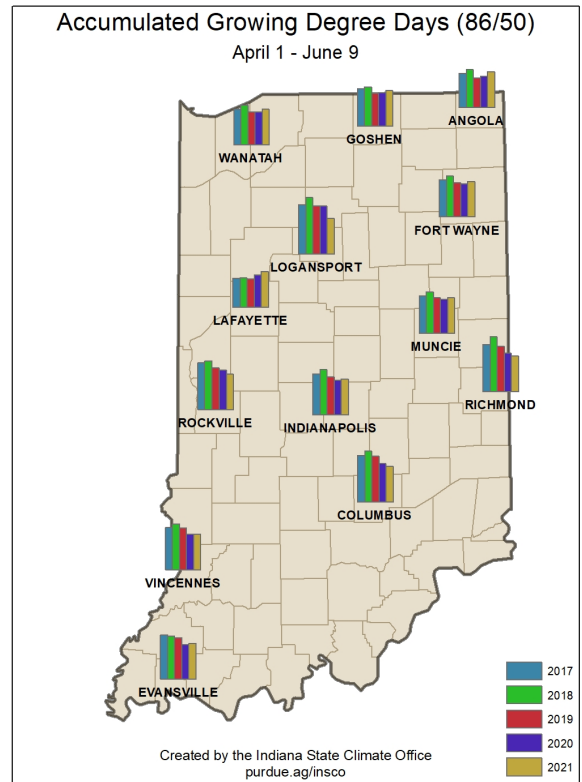 Accumulated Growing Degree Days (86/50)
April 1 - June 9
ANGOLA
GOSHEN
WANATAH
FORT WAYNE
LOGANSPORT
LAFAYETTE
MUNCIE
RICHMOND
ROCKVILLE
INDIANAPOLIS
COLUMBUS
VINCENNES
EVANSVILLE
2017
2018
2019
2020
2021
Created by the Indiana State Climate Office
purdue.ag/insco